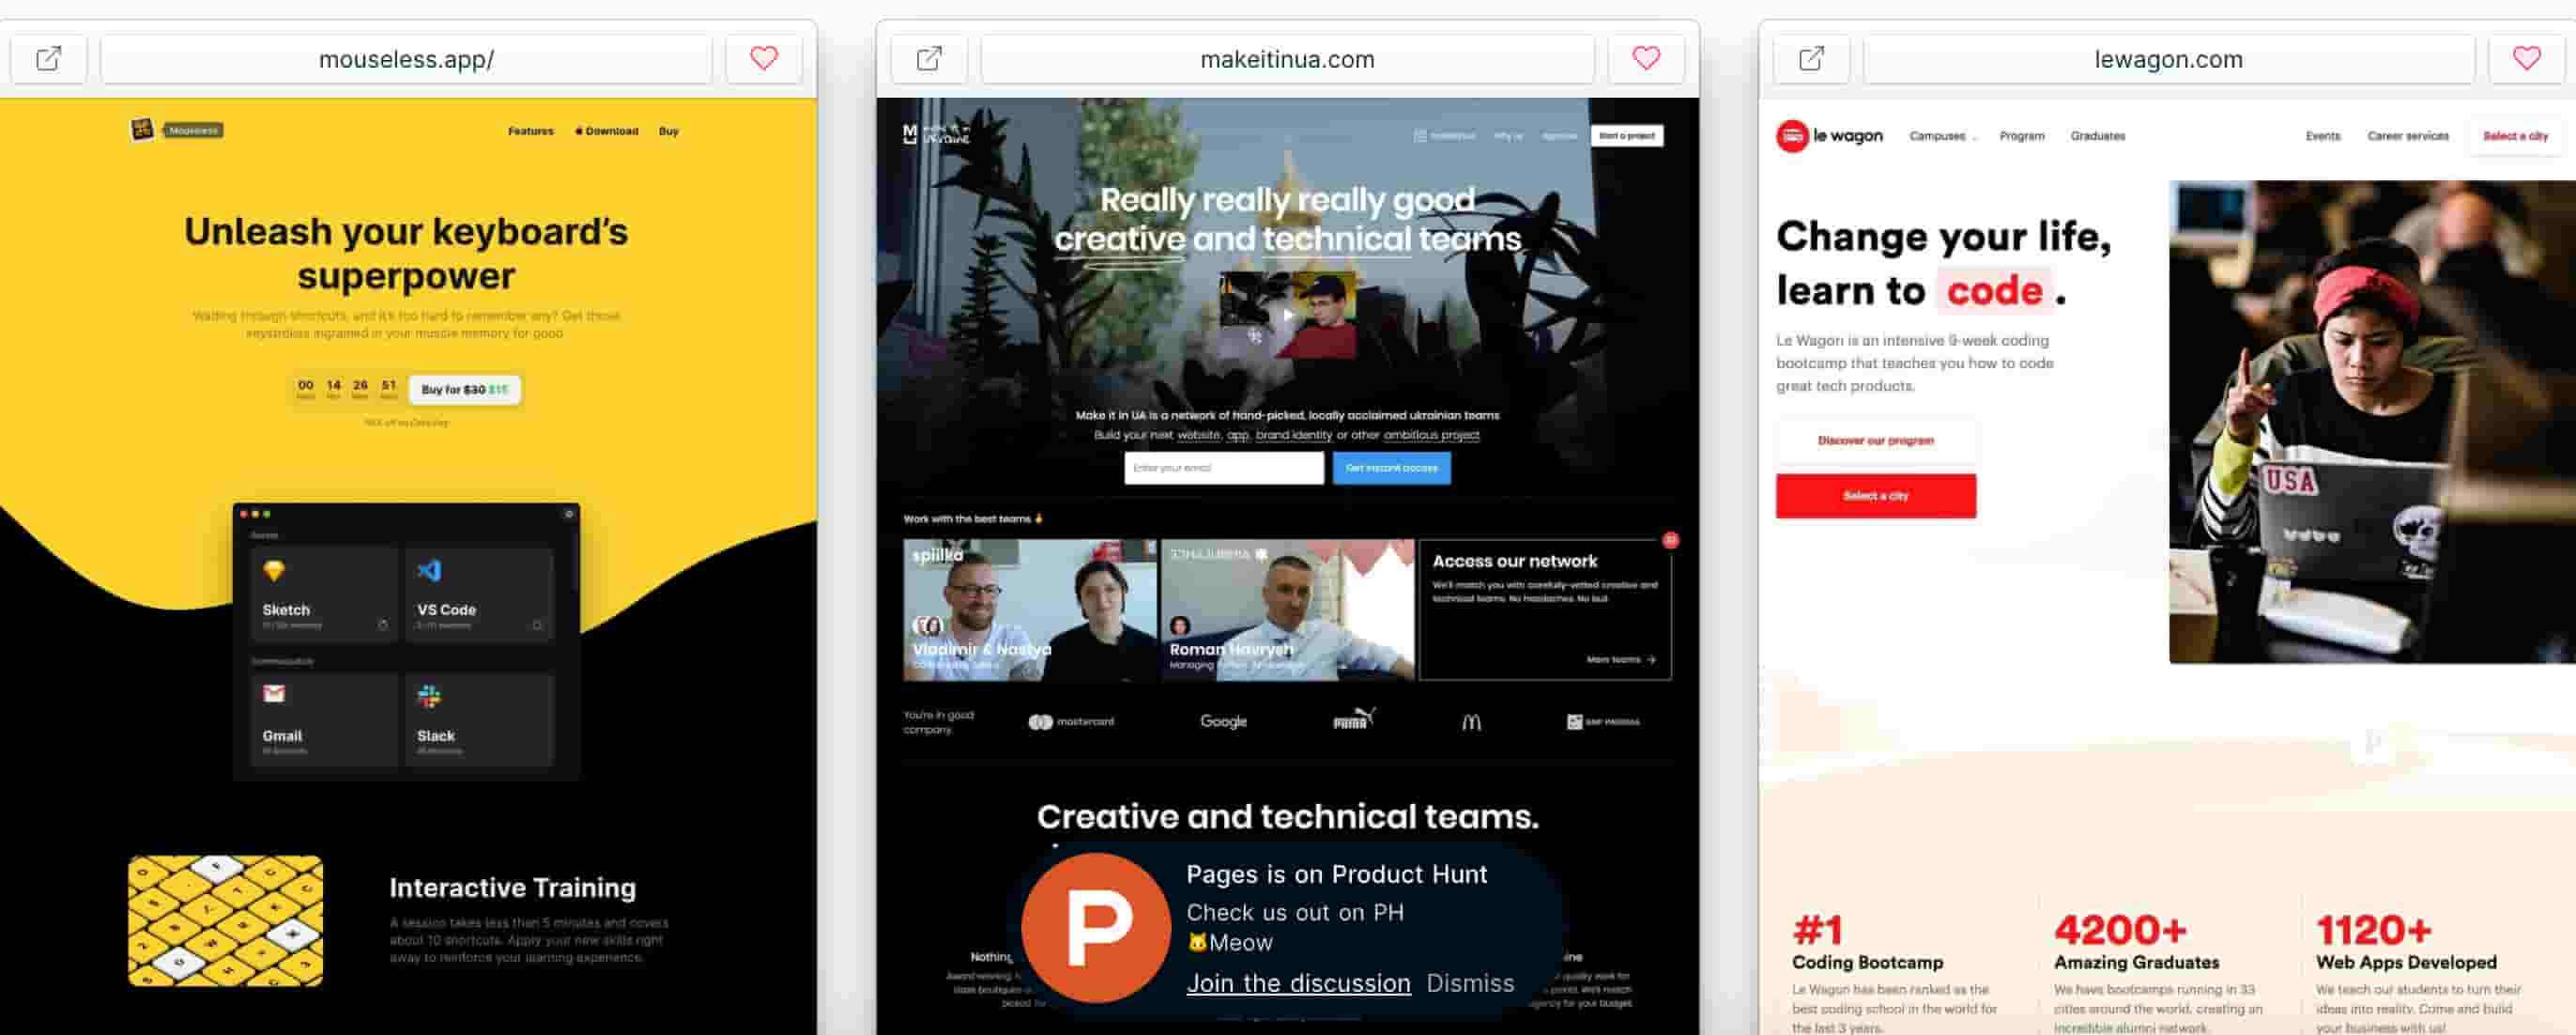 mouseless.app/
Mouseless
Features
Download
Buy
Unleash your keyboard's
superpower
Wading through shortcuts, and it's too hard to remember any? Get those
keystrokes ingrained in your muscle memory for good
00 14 26 51
Buy for $30 $15
Sketch
VS Code
Gmail
Slack
Interactive Training
A session takes less than 5 minutes and covers
about 10 shortcuts. Apply your new skills right
away to reinforce your learning experience.
makeitinua.com
Why us
Start a project
Really really really good
creative and technical teams
Make it in UA is a network of hand-picked, locally acclaimed ukrainian teams
Build your next website, app, brand identity or other ambitious project
Enter your email
Get instant access
Work with the best teams
spiilka
Vladimir & Nastya
Roman Havrysh
Access our network
We'll match you with carefully-vetted creative and
technical teams. No headaches. No bull.
More teams →
You're in good
company.
mastercard
Google
PUMA
BNP PARIBAS
Creative and technical teams.
Pages is on Product Hunt
Check us out on PH
🐱Meow
Join the discussion Dismiss
P
lewagon.com
le wagon
Campuses
Program
Graduates
Events
Career services
Select a city
Change your life,
learn to code .
Le Wagon is an intensive 9-week coding
bootcamp that teaches you how to code
great tech products.
Discover our program
Select a city
USA
#1
Coding Bootcamp
Le Wagon has been ranked as the
best coding school in the world for
the last 3 years.
4200+
Amazing Graduates
We have bootcamps running in 33
cities around the world, creating an
incredible alumni network.
1120+
Web Apps Developed
We teach our students to turn their
ideas into reality. Come and build
your business with us!